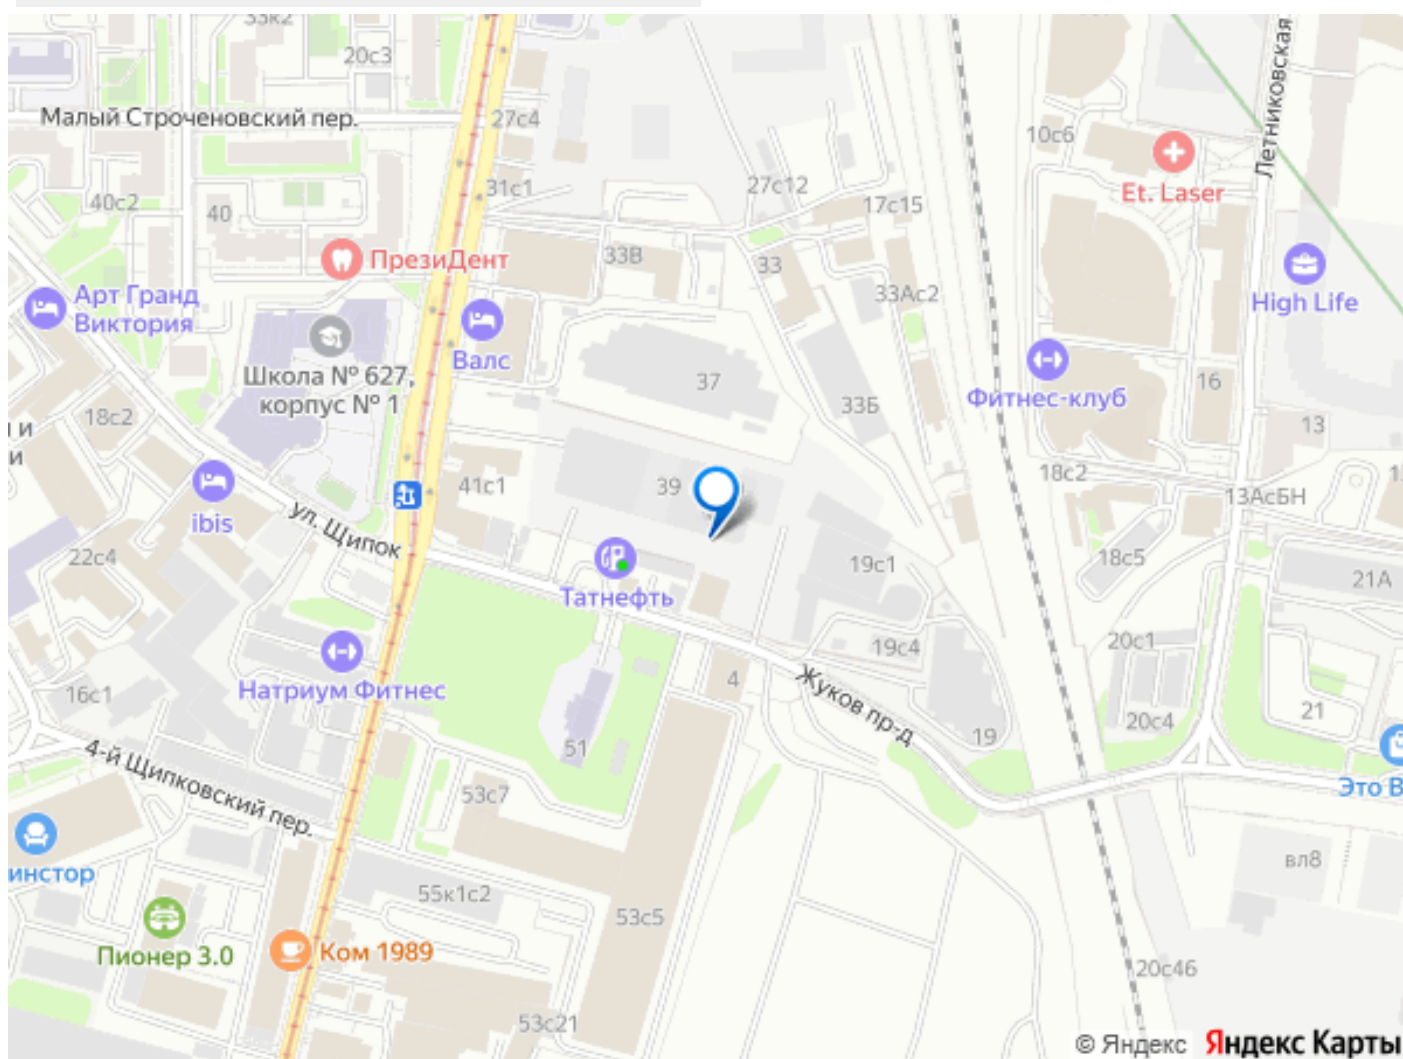 33к2
20с3
Малый Строченовский пер.
27с4
10с6
Летниковская
Et. Laser
31с1
27с12
17с15
40с2
40
ПрезиДент
33В
33
33Ас2
High Life
Арт Гранд
Виктория
Валс
Школа № 627,
корпус № 1
37
33Б
Фитнес-клуб
16
13
18с2
и
и
41с1
39
18с2
13АсБН
ibis
ул. Щипок
22с4
Татнефть
19с1
18с5
21А
19с4
20с1
Натриум Фитнес
16с1
4
Жуков пр-д
19
20с4
21
51
4-й Щипковский пер.
53с7
Это В
инстор
55к1с2
вл8
53с5
Пионер 3.0
Ком 1989
20с46
53с21
© Яндекс Яндекс Карты